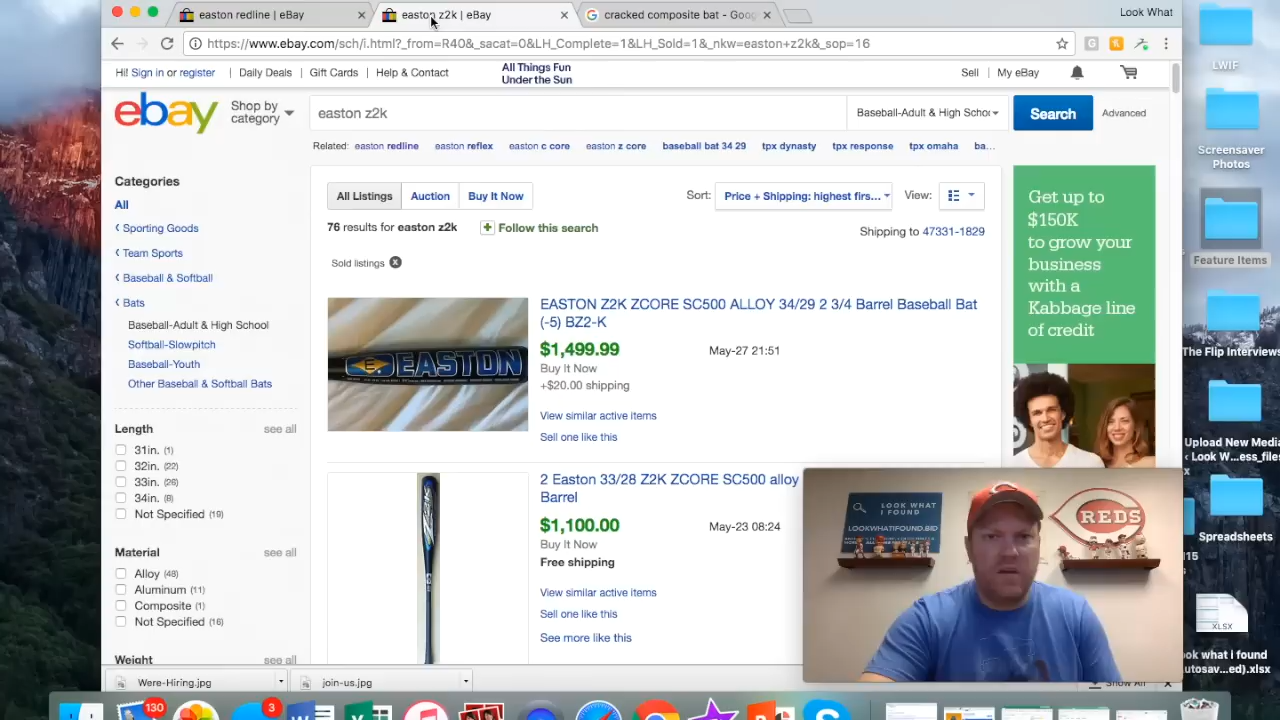 easton redline | eBay
easton z2k | eBay
cracked composite bat - Goog
Look What
https://www.ebay.com/sch/i.html?_from=R40&_sacat=0&LH_Complete=1&LH_Sold=1&_nkw=easton+z2k&_sop=16
Hi! Sign in or register
Daily Deals
Gift Cards
Help & Contact
All Things Fun
Under the Sun
Sell
My eBay
ebay
Shop by
category
easton z2k
Baseball-Adult & High Schoo
Search
Advanced
Related: easton redline easton reflex easton c core easton z core baseball bat 34 29 tpx dynasty tpx response tpx omaha ba...
Categories
All
Sporting Goods
Team Sports
Baseball & Softball
Bats
Baseball-Adult & High School
Softball-Slowpitch
Baseball-Youth
Other Baseball & Softball Bats
Length
see all
31in. (1)
32in. (22)
33in. (26)
34in. (8)
Not Specified (19)
Material
see all
Alloy (48)
Aluminum (11)
Composite (1)
Not Specified (16)
Weight
see all
All Listings
Auction
Buy It Now
Sort:
Price + Shipping: highest firs...
View:
76 results for easton z2k
Follow this search
Shipping to 47331-1829
Sold listings
EASTON
EASTON Z2K ZCORE SC500 ALLOY 34/29 2 3/4 Barrel Baseball Bat
(-5) BZ2-K
$1,499.99
May-27 21:51
Buy It Now
+$20.00 shipping
View similar active items
Sell one like this
2 Easton 33/28 Z2K ZCORE SC500 alloy
Barrel
$1,100.00
May-23 08:24
Buy It Now
Free shipping
View similar active items
Sell one like this
See more like this
Get up to
$150K
to grow your
business
with a
Kabbage line
of credit
LOOK WHAT
I FOUND
LOOKWHATIFOUND.BID
REDS
Were-Hiring.jpg
join-us.jpg
Show All
130
3
LWIF
Screensaver
Photos
Feature Items
The Flip Interviews
Upload New Media
‹ Look W...ess_files
Spreadsheets
XLSX
ook what i found